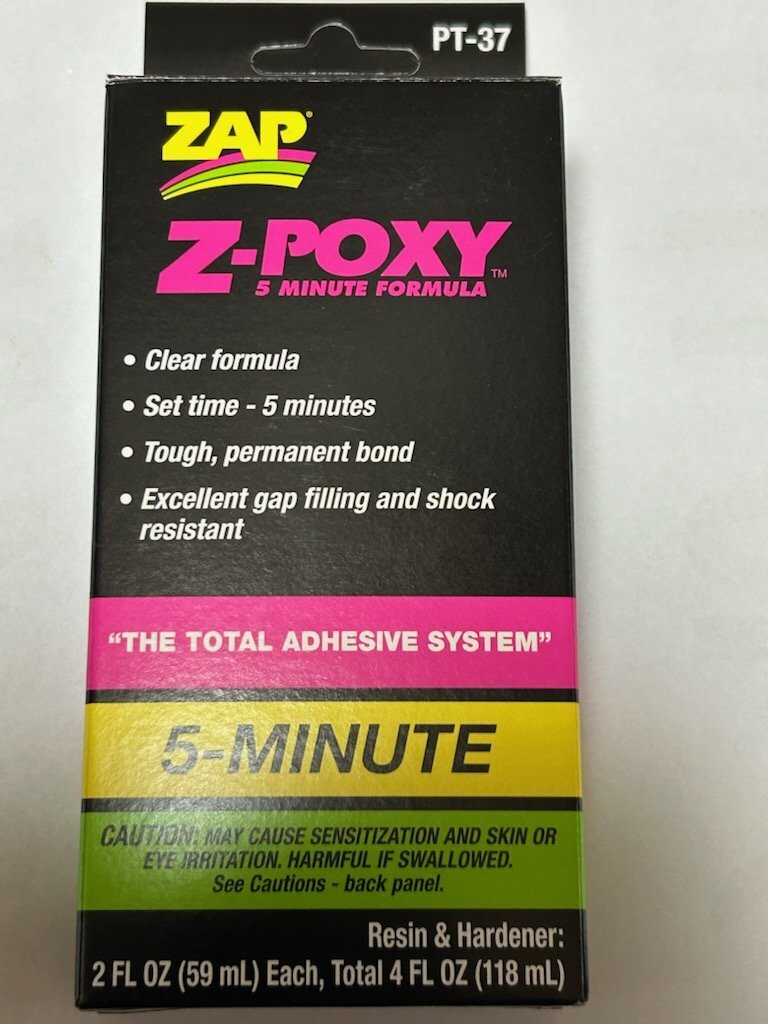 PT-37
ZAP®
Z-POXY™
5 MINUTE FORMULA
• Clear formula
• Set time - 5 minutes
• Tough, permanent bond
• Excellent gap filling and shock
resistant
“THE TOTAL ADHESIVE SYSTEM”
5-MINUTE
CAUTION: MAY CAUSE SENSITIZATION AND SKIN OR
EYE IRRITATION. HARMFUL IF SWALLOWED.
See Cautions - back panel.
Resin & Hardener:
2 FL OZ (59 mL) Each, Total 4 FL OZ (118 mL)